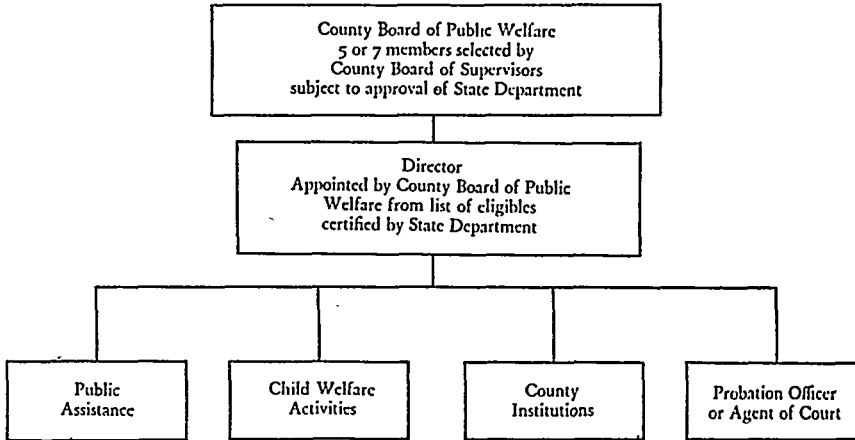 County Board of Public Welfare
5 or 7 members selected by
County Board of Supervisors
subject to approval of State Department
Director
Appointed by County Board of Public
Welfare from list of eligibles
certified by State Department
Public
Assistance
Child Welfare
Activities
County
Institutions
Probation Officer
or Agent of Court